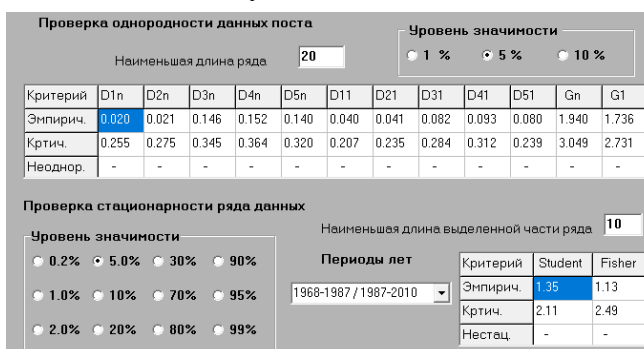 Проверка однородности данных поста
Наименьшая длина ряда 20
Уровень значимости
1 % 5 % 10 %
Критерий D1n D2n D3n D4n D5n D11 D21 D31 D41 D51 Gn G1
Эмпирич. 0.020 0.021 0.146 0.152 0.140 0.040 0.041 0.082 0.093 0.080 1.940 1.736
Кртич. 0.255 0.275 0.345 0.364 0.320 0.207 0.235 0.284 0.312 0.239 3.049 2.731
Неоднор. - - - - - - - - - - - -
Проверка стационарности ряда данных
Наименьшая длина выделенной части ряда 10
Уровень значимости
0.2% 5.0% 30% 90%
1.0% 10% 70% 95%
2.0% 20% 80% 99%
Периоды лет
1968-1987 / 1987-2010
Критерий Student Fisher
Эмпирич. 1.35 1.13
Кртич. 2.11 2.49
Нестац. - -